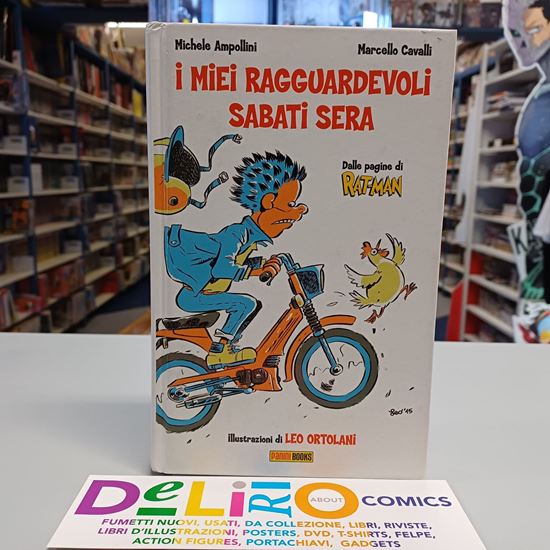 Michele Ampollini Marcello Cavalli
I MIEI RAGGUARDEVOLI
SABATI SERA
Dalle pagine di
RAT-MAN
illustrazioni di LEO ORTOLANI
PANINI BOOKS
DELIRIO
ABOUT
COMICS
FUMETTI NUOVI, USATI, DA COLLEZIONE, LIBRI, RIVISTE,
LIBRI D'ILLUSTRAZIONI, POSTERS, DVD, T-SHIRTS, FELPE,
ACTION FIGURES, PORTACHIAVI, GADGETS